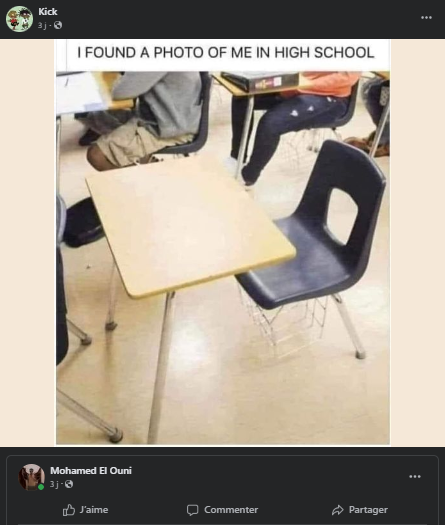 Kick
3 j ·
I FOUND A PHOTO OF ME IN HIGH SCHOOL
Mohamed El Ouni
3 j ·
J'aime
Commenter
Partager